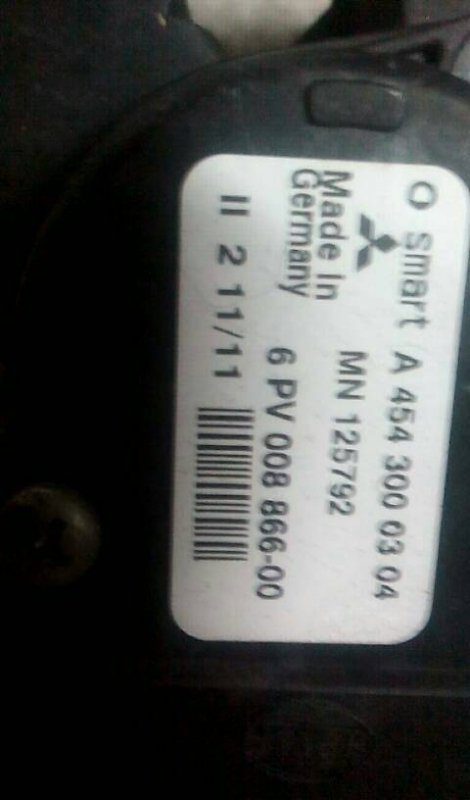 smart A 454 300 03 04
MN 125792
Made In
Germany
6 PV 008 866-00
II 2 11/11